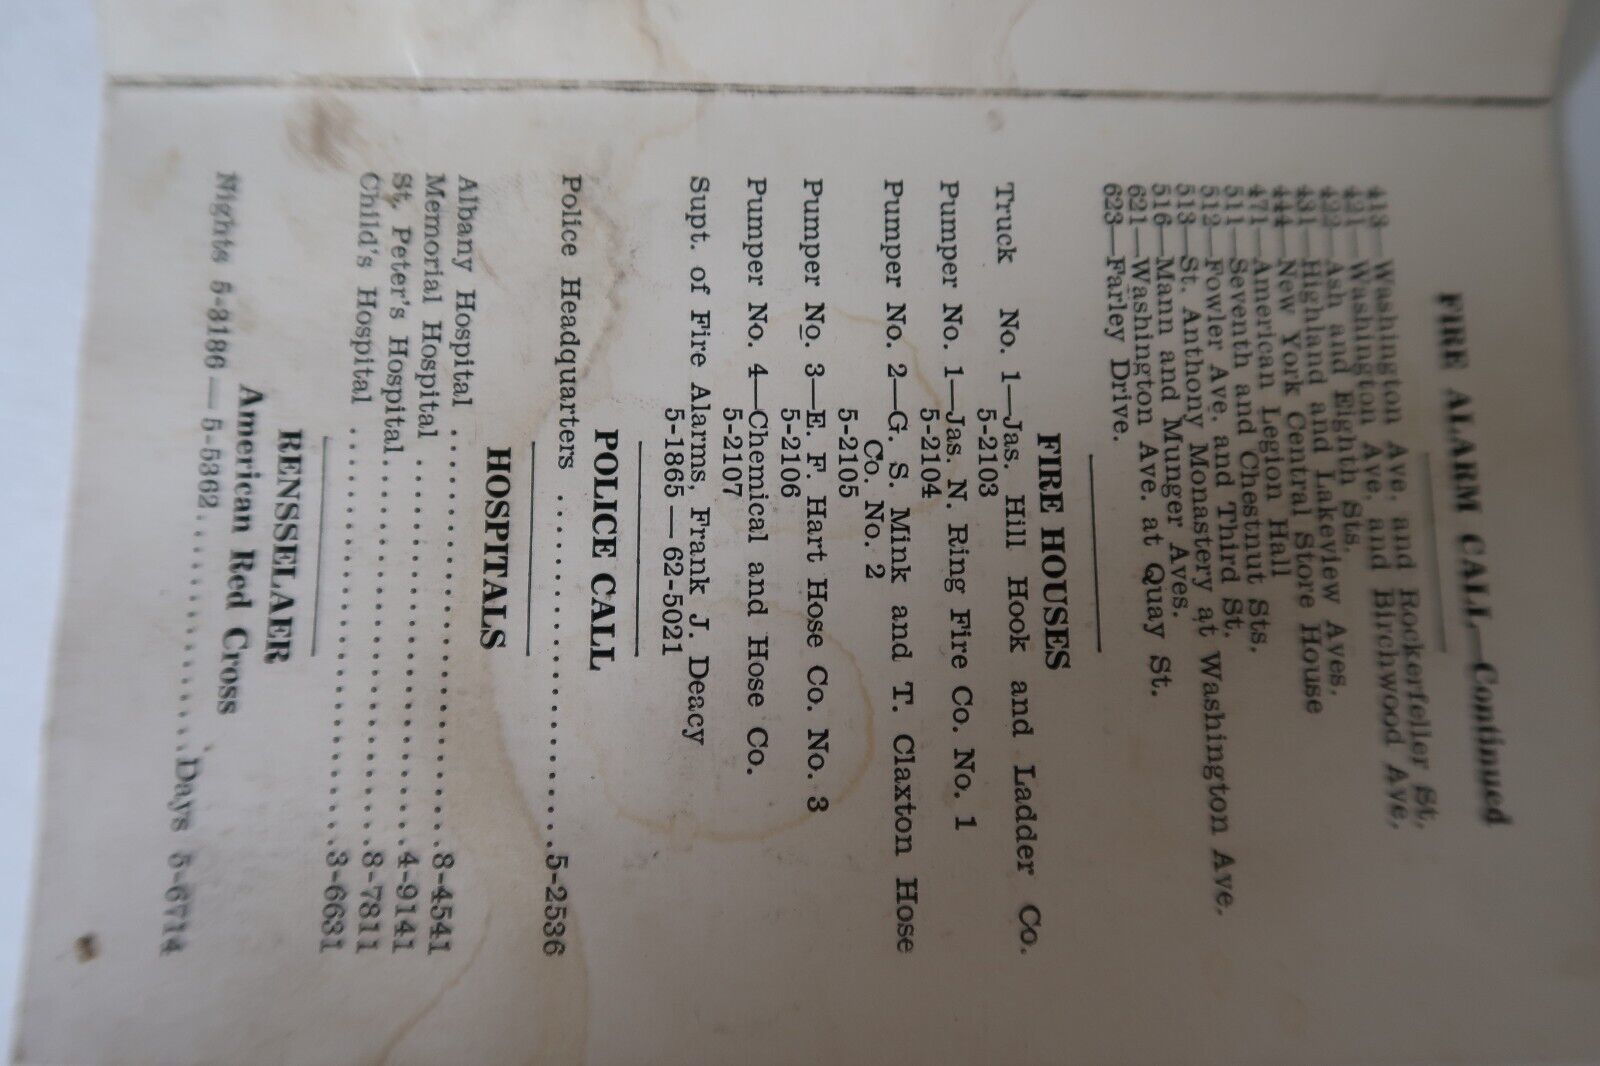 FIRE ALARM CALL—Continued
413—Washington Ave. and Rockerfeller St.
421—Washington Ave. and Birchwood Ave.
422—Ash and Eighth Sts.
431—Highland and Lakeview Aves.
444—New York Central Store House
471—American Legion Hall
511—Seventh and Chestnut Sts.
512—Fowler Ave. and Third St.
513—St. Anthony Monastery at Washington Ave.
516—Mann and Munger Aves.
621—Washington Ave. at Quay St.
623—Farley Drive.
FIRE HOUSES
Truck No. 1—Jas. Hill Hook and Ladder Co.
5-2103
Pumper No. 1—Jas. N. Ring Fire Co. No. 1
5-2104
Pumper No. 2—G. S. Mink and T. Claxton Hose
Co. No. 2
5-2105
Pumper No. 3—E. F. Hart Hose Co. No. 3
5-2106
Pumper No. 4—Chemical and Hose Co.
5-2107
Supt. of Fire Alarms, Frank J. Deacy
5-1865 — 62-5021
POLICE CALL
Police Headquarters ..............................5-2536
HOSPITALS
Albany Hospital ....................................8-4541
Memorial Hospital ................................4-9141
St. Peter's Hospital................................8-7811
Child's Hospital ....................................3-6631
RENSSELAER
American Red Cross
Nights 5-3186 — 5-5362....................Days 5-6714